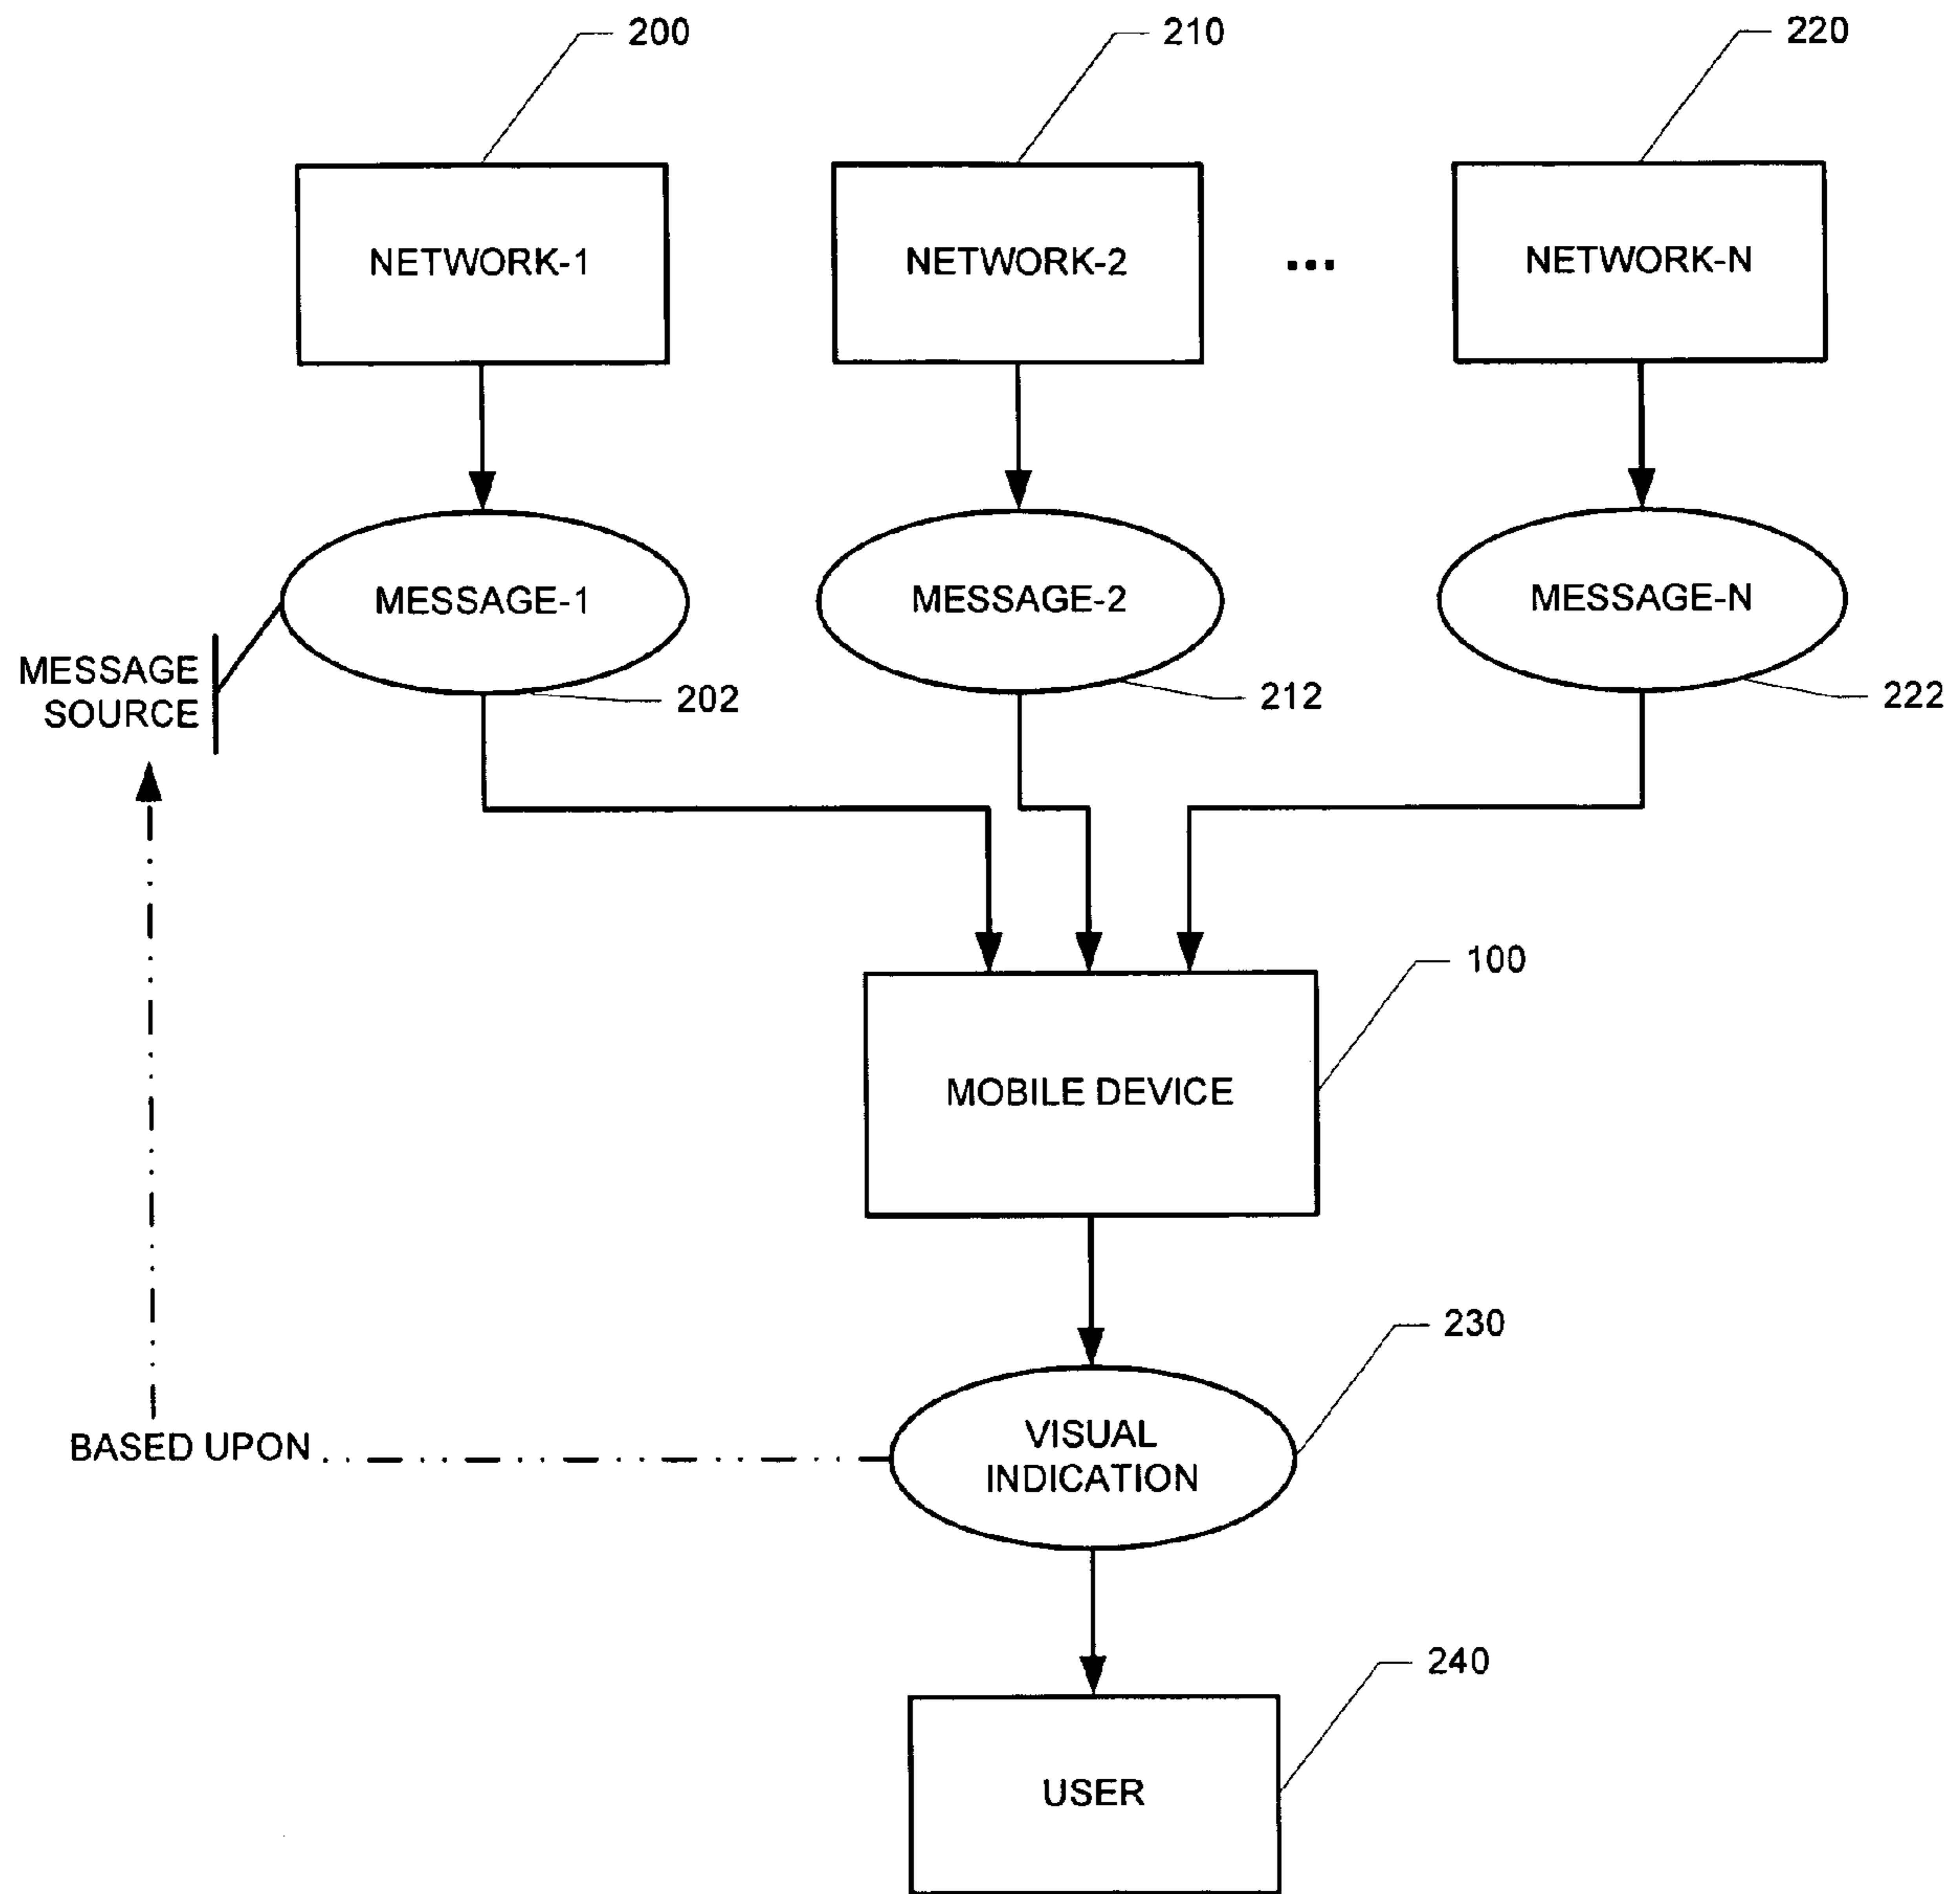 200
210
220
NETWORK-1
NETWORK-2
...
NETWORK-N
MESSAGE-1
MESSAGE-2
MESSAGE-N
MESSAGE
SOURCE
202
212
222
100
MOBILE DEVICE
230
VISUAL
INDICATION
BASED UPON
240
USER